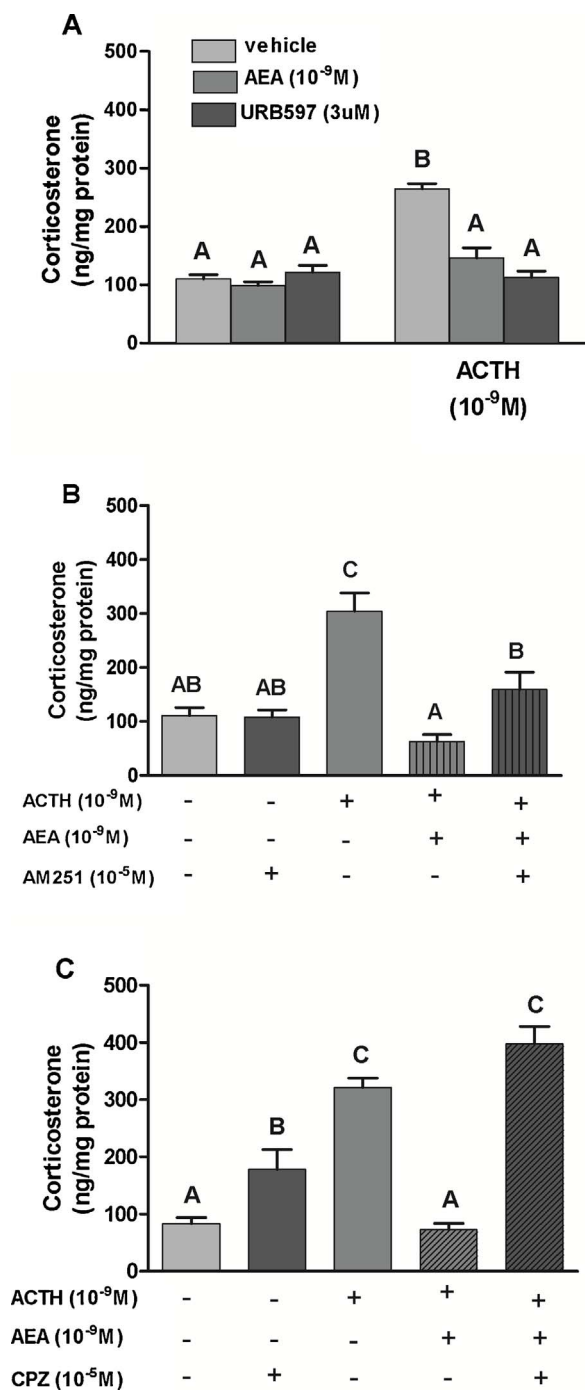 A
500
400
300
200
100
0
Corticosterone
(ng/mg protein)
vehicle
AEA (10⁻⁹M)
URB597 (3uM)
A
A
A
B
A
A
ACTH
(10⁻⁹M)
B
500
400
300
200
100
0
Corticosterone
(ng/mg protein)
AB
AB
C
A
B
ACTH (10⁻⁹M) - - + + +
AEA (10⁻⁹M) - - - + +
AM251 (10⁻⁵M) - + - - +
C
500
400
300
200
100
0
Corticosterone
(ng/mg protein)
A
B
C
A
C
ACTH (10⁻⁹M) - - + + +
AEA (10⁻⁹M) - - - + +
CPZ (10⁻⁵M) - + - - +